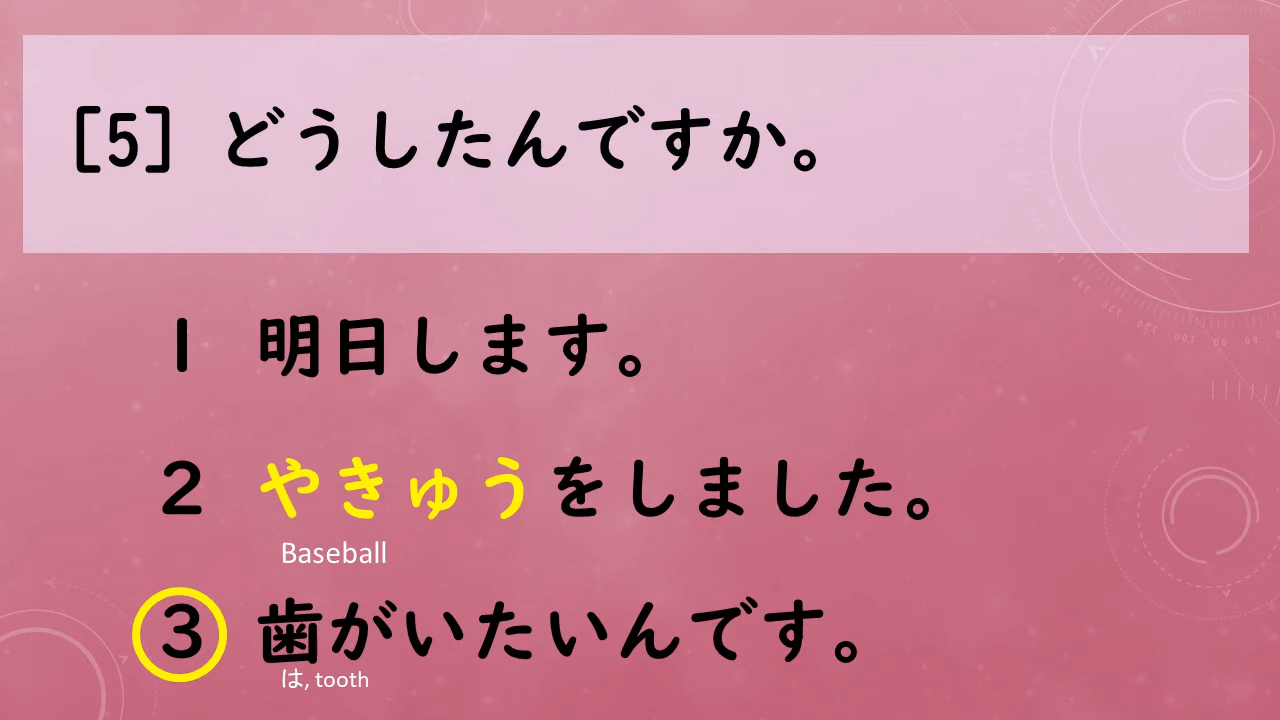 [5] どうしたんですか。
1 明日します。
2 やきゅうをしました。
Baseball
3 歯がいたいんです。
は, tooth